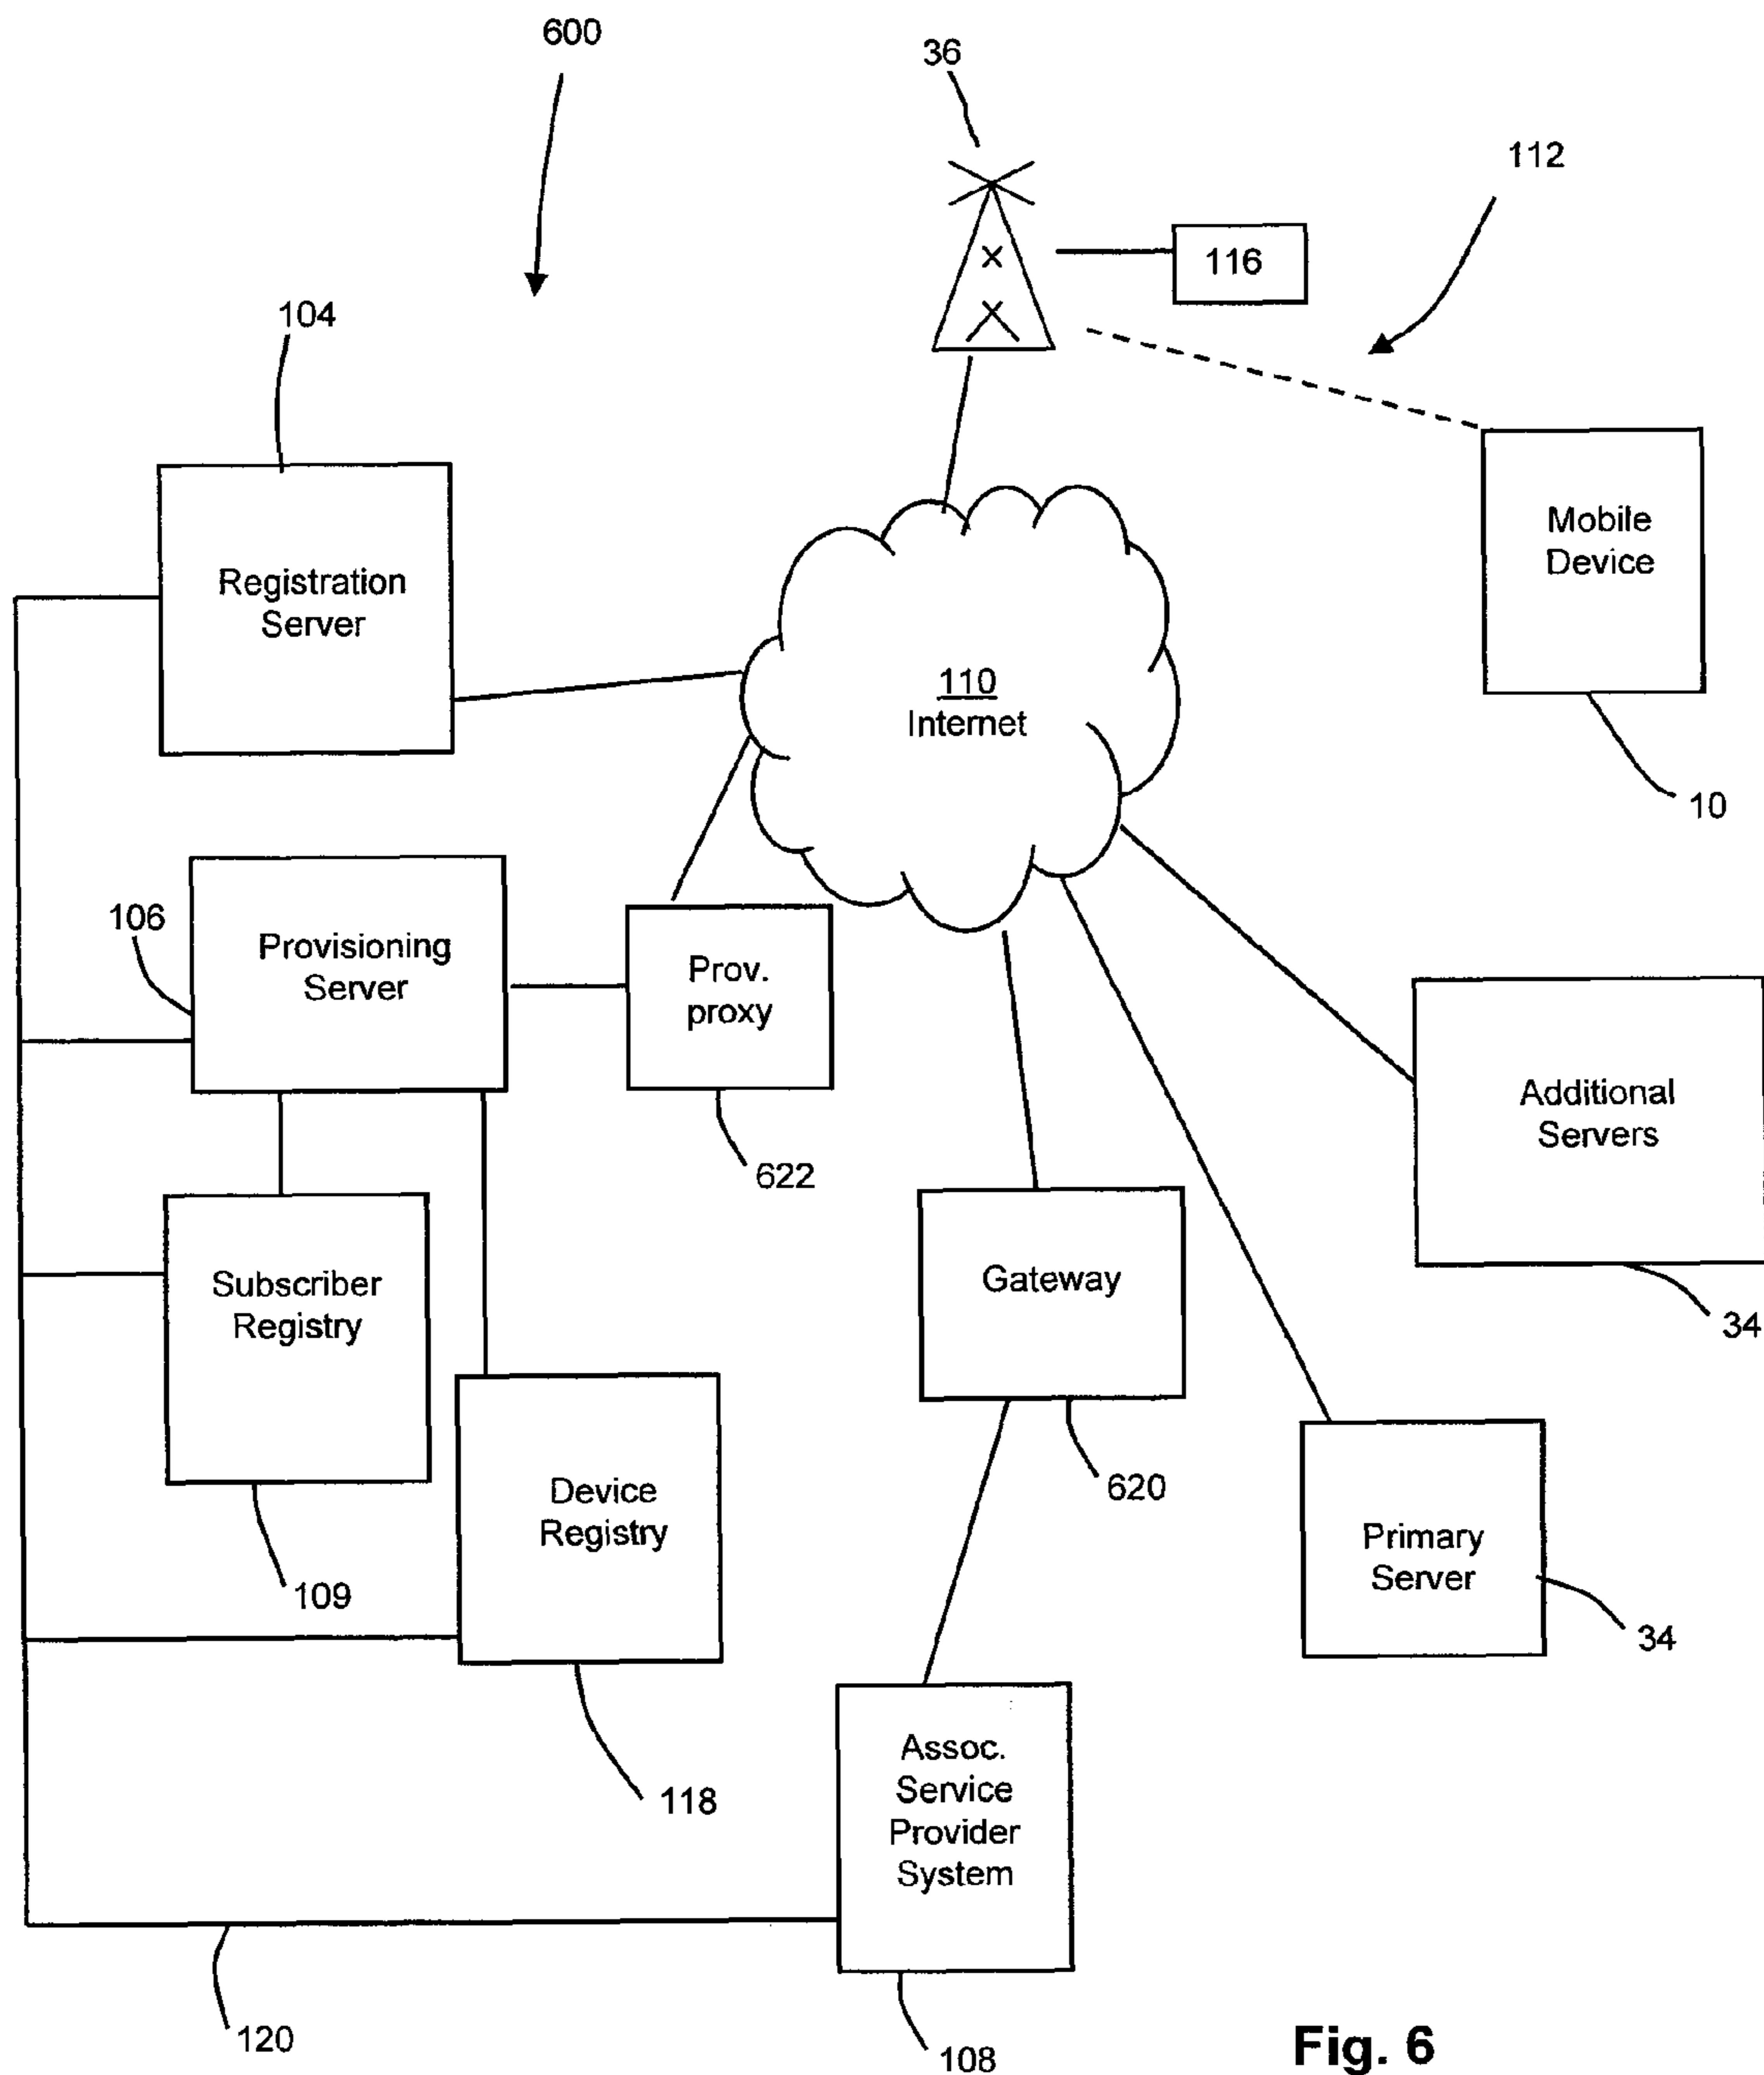 600
36
112
116
104
Registration
Server
Mobile
Device
110
Internet
10
106
Provisioning
Server
Prov.
proxy
Additional
Servers
622
Subscriber
Registry
Gateway
34
620
Device
Registry
Primary
Server
109
34
118
Assoc.
Service
Provider
System
120
108
Fig. 6